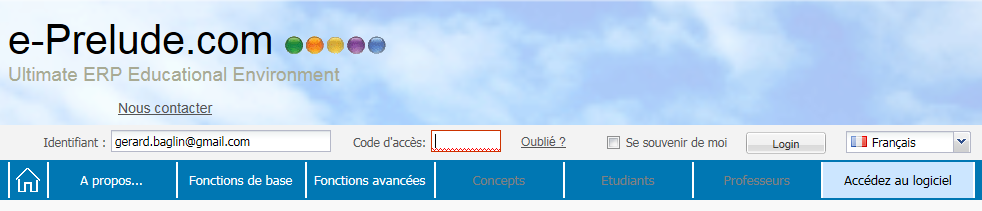 e-Prelude.com
Ultimate ERP Educational Environment
Nous contacter
Identifiant : gerard.baglin@gmail.com Code d'accès: Oublié ? Se souvenir de moi Login Français
A propos... Fonctions de base Fonctions avancées Concepts Etudiants Professeurs Accédez au logiciel